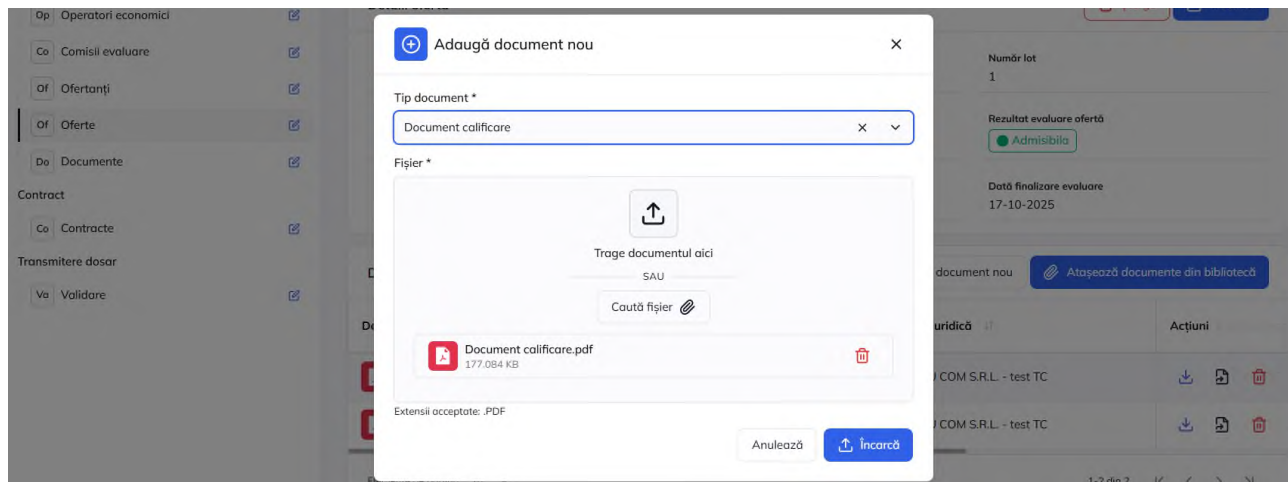 Op Operatori economici
Co Comisii evaluare
Of Ofertanți
Of Oferte
Do Documente
Contract
Co Contracte
Transmitere dosar
Va Validare
Adaugă document nou
Tip document *
Document calificare
Fișier *
Trage documentul aici
SAU
Caută fișier
Document calificare.pdf
177.084 KB
Extensii acceptate: .PDF
Anulează
Încarcă
Număr lot
1
Rezultat evaluare ofertă
Admisibila
Dată finalizare evaluare
17-10-2025
document nou
Atașează documente din bibliotecă
Acțiuni
COM S.R.L. - test TC
COM S.R.L. - test TC
1-2 din 2